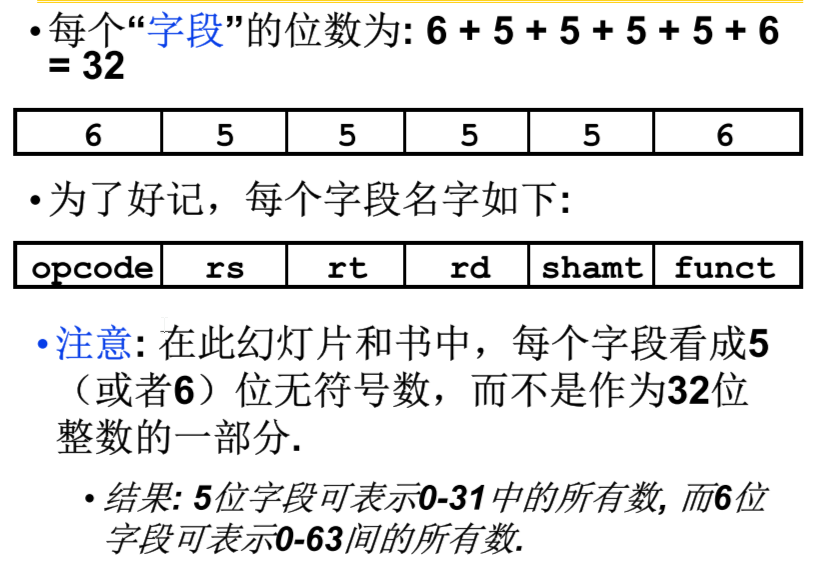 •每个“字段”的位数为: 6 + 5 + 5 + 5 + 5 + 6
= 32
6 5 5 5 5 6
•为了好记，每个字段名字如下:
opcode rs rt rd shamt funct
•注意: 在此幻灯片和书中，每个字段看成5
（或者6）位无符号数，而不是作为32位
整数的一部分.
•结果: 5位字段可表示0-31中的所有数, 而6位
字段可表示0-63间的所有数.